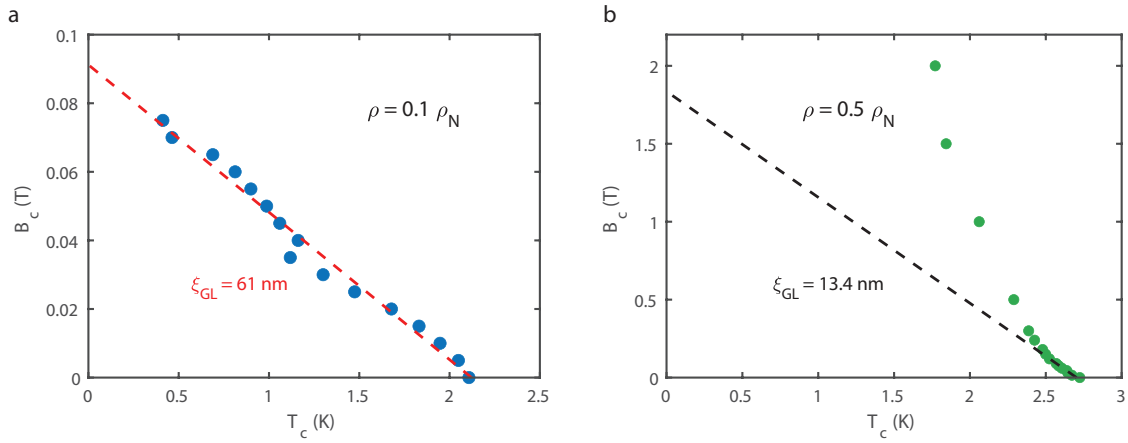 a
0.1
0.08
0.06
0.04
0.02
0
B_c (T)
ρ = 0.1 ρ_N
ξ_GL = 61 nm
0 0.5 1 1.5 2 2.5
T_c (K)
b
2
1.5
1
0.5
0
B_c (T)
ρ = 0.5 ρ_N
ξ_GL = 13.4 nm
0 0.5 1 1.5 2 2.5 3
T_c (K)